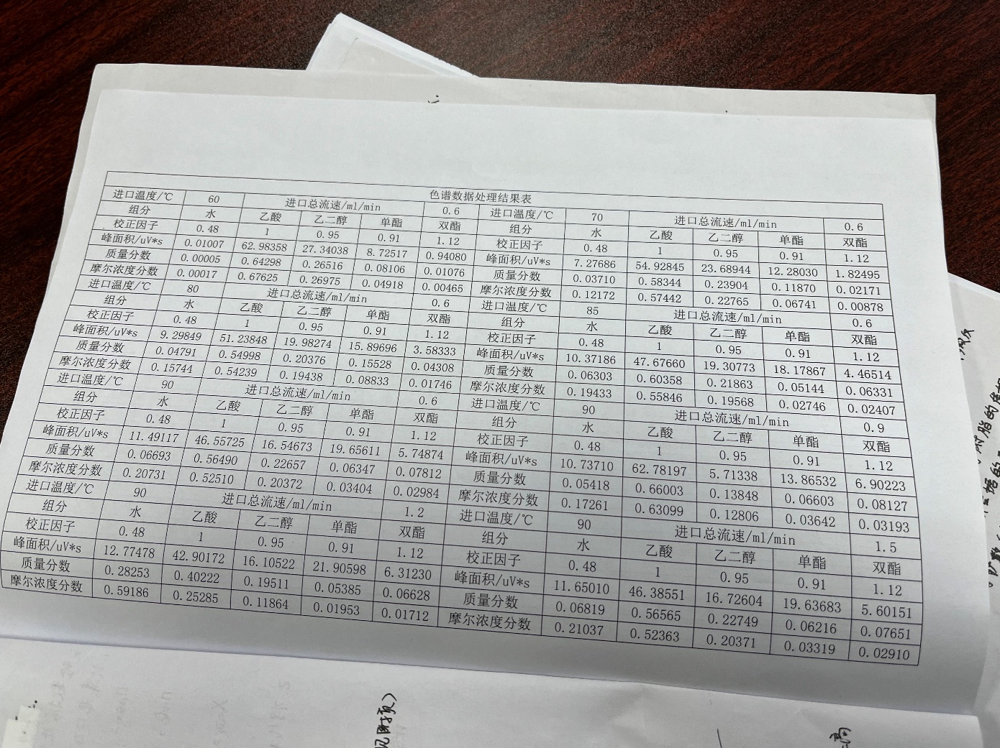 色谱数据处理结果表
进口温度/℃ 60 进口总流速/ml/min 0.6 进口温度/℃ 70 进口总流速/ml/min 0.6
组分 水 乙酸 乙二醇 单酯 双酯 组分 水 乙酸 乙二醇 单酯 双酯
校正因子 0.48 1 0.95 0.91 1.12 校正因子 0.48 1 0.95 0.91 1.12
峰面积/uV*s 0.01007 62.98358 27.34038 8.72517 0.94080 峰面积/uV*s 7.27686 54.92845 23.68944 12.28030 1.82495
质量分数 0.00005 0.64298 0.26516 0.08106 0.01076 质量分数 0.03710 0.58344 0.23904 0.11870 0.02171
摩尔浓度分数 0.00017 0.67625 0.26975 0.04918 0.00465 摩尔浓度分数 0.12172 0.57442 0.22765 0.06741 0.00878
进口温度/℃ 80 进口总流速/ml/min 0.6 进口温度/℃ 85 进口总流速/ml/min 0.6
组分 水 乙酸 乙二醇 单酯 双酯 组分 水 乙酸 乙二醇 单酯 双酯
校正因子 0.48 1 0.95 0.91 1.12 校正因子 0.48 1 0.95 0.91 1.12
峰面积/uV*s 9.29849 51.23848 19.98274 15.89696 3.58333 峰面积/uV*s 10.37186 47.67660 19.30773 18.17867 4.46514
质量分数 0.04791 0.54998 0.20376 0.15528 0.04308 质量分数 0.06303 0.60358 0.21863 0.05144 0.06331
摩尔浓度分数 0.15744 0.54239 0.19438 0.08833 0.01746 摩尔浓度分数 0.19433 0.55846 0.19568 0.02746 0.02407
进口温度/℃ 90 进口总流速/ml/min 0.6 进口温度/℃ 90 进口总流速/ml/min 0.9
组分 水 乙酸 乙二醇 单酯 双酯 组分 水 乙酸 乙二醇 单酯 双酯
校正因子 0.48 1 0.95 0.91 1.12 校正因子 0.48 1 0.95 0.91 1.12
峰面积/uV*s 11.49117 46.55725 16.54673 19.65611 5.74874 峰面积/uV*s 10.73710 62.78197 5.71338 13.86532 6.90223
质量分数 0.06693 0.56490 0.22657 0.06347 0.07812 质量分数 0.05418 0.66003 0.13848 0.06603 0.08127
摩尔浓度分数 0.20731 0.52510 0.20372 0.03404 0.02984 摩尔浓度分数 0.17261 0.63099 0.12806 0.03642 0.03193
进口温度/℃ 90 进口总流速/ml/min 1.2 进口温度/℃ 90 进口总流速/ml/min 1.5
组分 水 乙酸 乙二醇 单酯 双酯 组分 水 乙酸 乙二醇 单酯 双酯
校正因子 0.48 1 0.95 0.91 1.12 校正因子 0.48 1 0.95 0.91 1.12
峰面积/uV*s 12.77478 42.90172 16.10522 21.90598 6.31230 峰面积/uV*s 11.65010 46.38551 16.72604 19.63683 5.60151
质量分数 0.28253 0.40222 0.19511 0.05385 0.06628 质量分数 0.06819 0.56565 0.22749 0.06216 0.07651
摩尔浓度分数 0.59186 0.25285 0.11864 0.01953 0.01712 摩尔浓度分数 0.21037 0.52363 0.20371 0.03319 0.02910
高